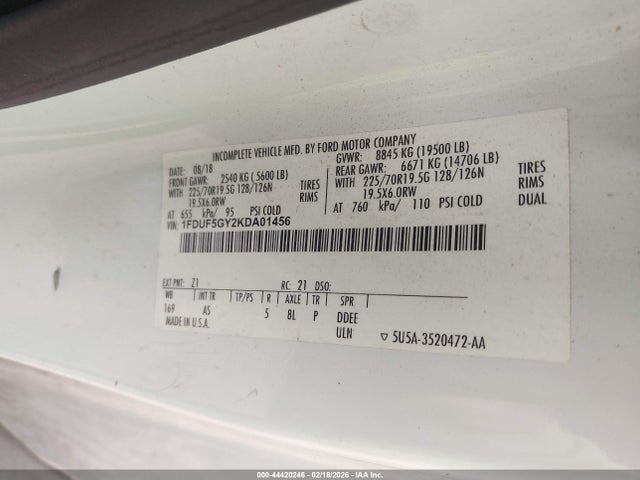 INCOMPLETE VEHICLE MFD. BY FORD MOTOR COMPANY
DATE: 08/18 GVWR: 8845 KG (19500 LB)
FRONT GAWR: 2540 KG ( 5600 LB) REAR GAWR: 6671 KG (14706 LB)
WITH 225/70R19.5G 128/126N TIRES WITH 225/70R19.5G 128/126N TIRES
19.5X6.0RW RIMS 19.5X6.0RW RIMS
AT 655 kPa/ 95 PSI COLD AT 760 kPa/ 110 PSI COLD DUAL
VIN: 1FDUF5GY2KDA01456
EXT PNT: Z1 RC: 21 DSO:
WB INT TR TP/PS R AXLE TR SPR
169 AS 5 8L P DDEE
MADE IN U.S.A. ULN ▽ 5U5A-3520472-AA
000-44420246 - 02/18/2026 - IAA Inc.